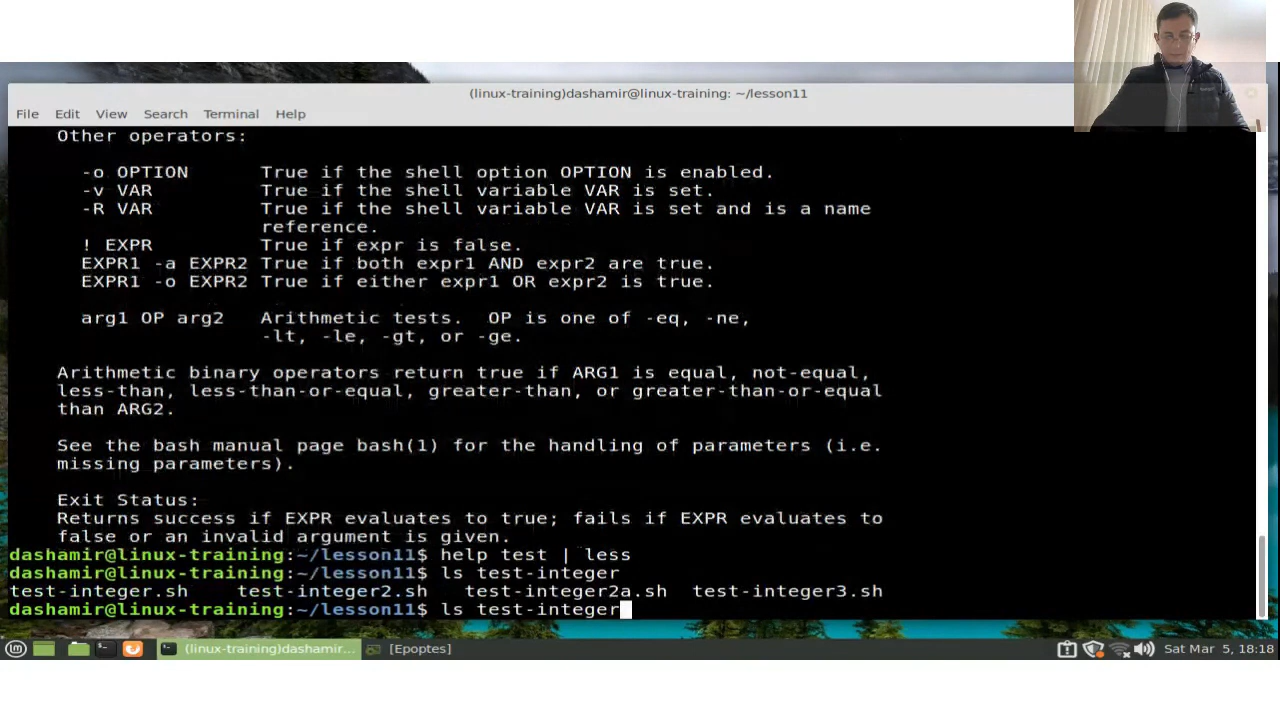 (linux-training)dashamir@linux-training: ~/lesson11
File Edit View Search Terminal Help
Other operators:
-o OPTION True if the shell option OPTION is enabled.
-v VAR True if the shell variable VAR is set.
-R VAR True if the shell variable VAR is set and is a name
reference.
! EXPR True if expr is false.
EXPR1 -a EXPR2 True if both expr1 AND expr2 are true.
EXPR1 -o EXPR2 True if either expr1 OR expr2 is true.
arg1 OP arg2 Arithmetic tests. OP is one of -eq, -ne,
-lt, -le, -gt, or -ge.
Arithmetic binary operators return true if ARG1 is equal, not-equal,
less-than, less-than-or-equal, greater-than, or greater-than-or-equal
than ARG2.
See the bash manual page bash(1) for the handling of parameters (i.e.
missing parameters).
Exit Status:
Returns success if EXPR evaluates to true; fails if EXPR evaluates to
false or an invalid argument is given.
dashamir@linux-training:~/lesson11$ help test | less
dashamir@linux-training:~/lesson11$ ls test-integer
test-integer.sh test-integer2.sh test-integer2a.sh test-integer3.sh
dashamir@linux-training:~/lesson11$ ls test-integer
(linux-training)dashamir... [Epoptes] Sat Mar 5, 18:18